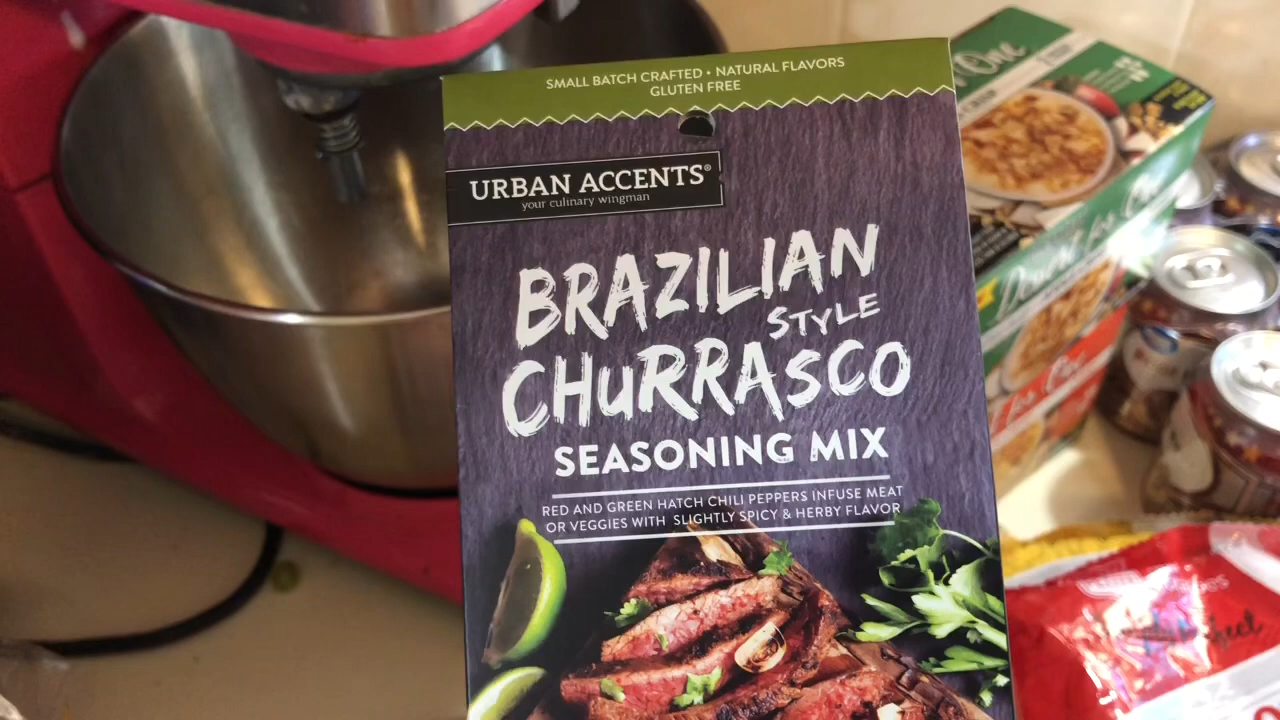 SMALL BATCH CRAFTED • NATURAL FLAVORS
GLUTEN FREE
URBAN ACCENTS®
your culinary wingman
BRAZILIAN
STYLE
CHURRASCO
SEASONING MIX
RED AND GREEN HATCH CHILI PEPPERS INFUSE MEAT
OR VEGGIES WITH SLIGHTLY SPICY & HERBY FLAVOR
One